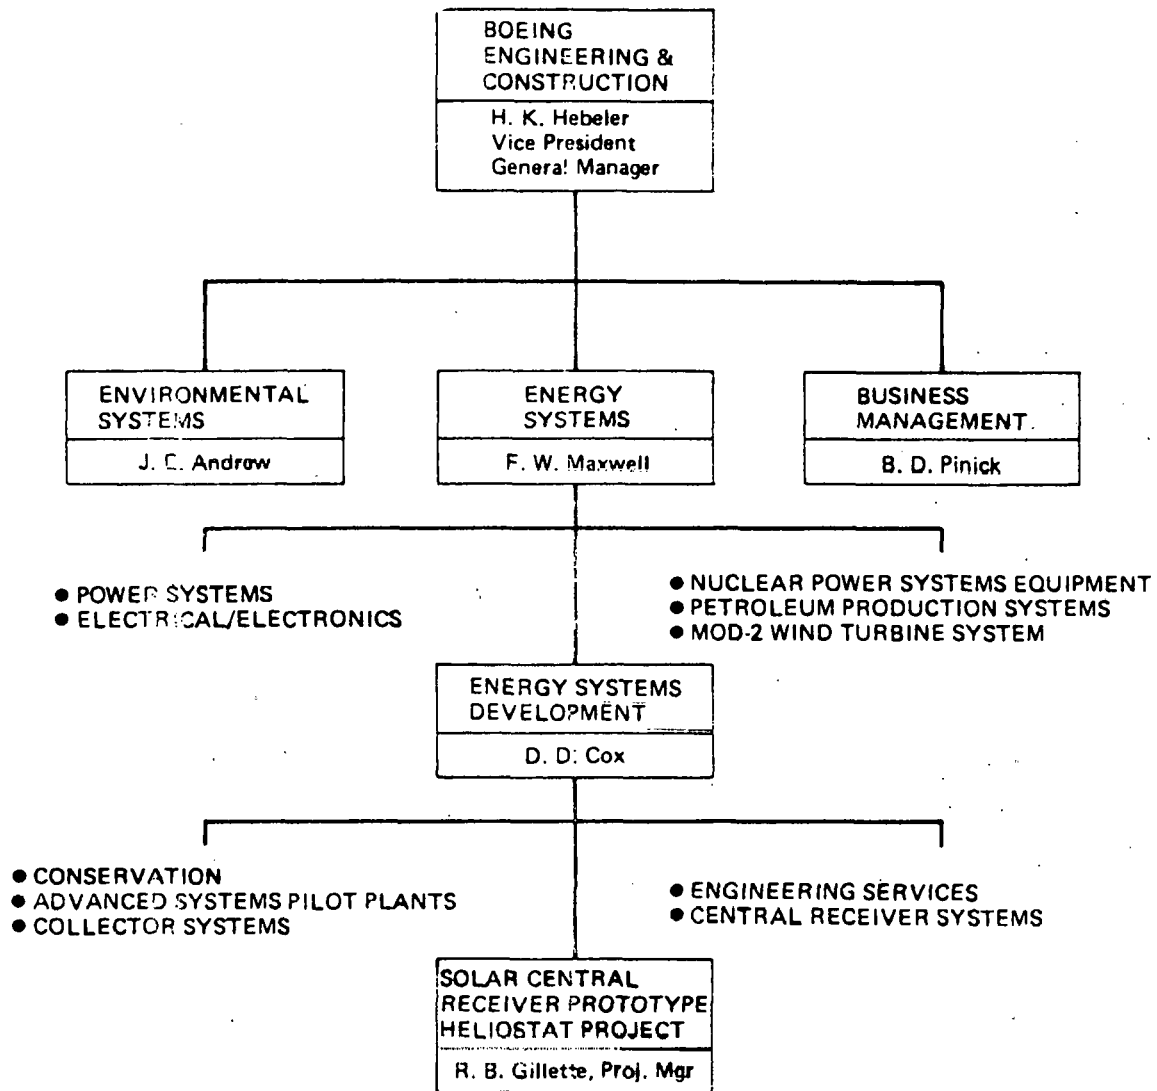 BOEING
ENGINEERING &
CONSTRUCTION
H. K. Hebeler
Vice President
General Manager
ENVIRONMENTAL
SYSTEMS
J. E. Andrew
ENERGY
SYSTEMS
F. W. Maxwell
BUSINESS
MANAGEMENT
B. D. Pinick
● POWER SYSTEMS
● ELECTRICAL/ELECTRONICS
● NUCLEAR POWER SYSTEMS EQUIPMENT
● PETROLEUM PRODUCTION SYSTEMS
● MOD-2 WIND TURBINE SYSTEM
ENERGY SYSTEMS
DEVELOPMENT
D. D. Cox
● CONSERVATION
● ADVANCED SYSTEMS PILOT PLANTS
● COLLECTOR SYSTEMS
● ENGINEERING SERVICES
● CENTRAL RECEIVER SYSTEMS
SOLAR CENTRAL
RECEIVER PROTOTYPE
HELIOSTAT PROJECT
R. B. Gillette, Proj. Mgr